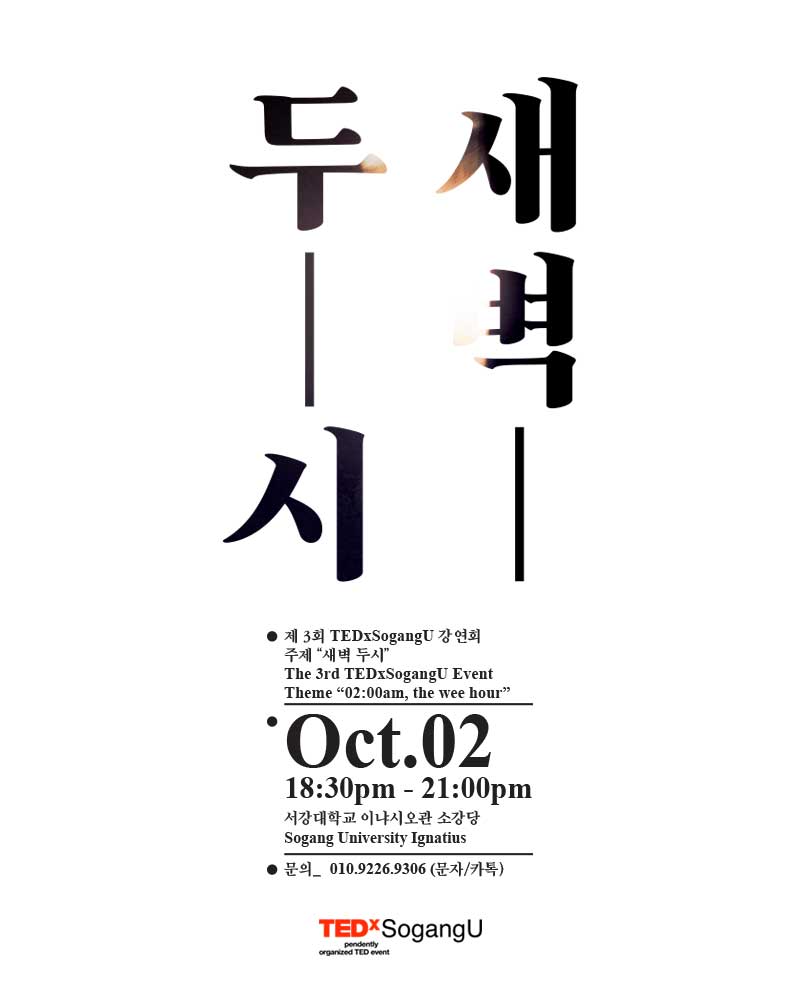 새벽
두시
제 3회 TEDxSogangU 강연회
주제 “새벽 두시”
The 3rd TEDxSogangU Event
Theme “02:00am, the wee hour”
Oct.02
18:30pm - 21:00pm
서강대학교 이냐시오관 소강당
Sogang University Ignatius
문의_ 010.9226.9306 (문자/카톡)
TEDxSogangU
pendently
organized TED event